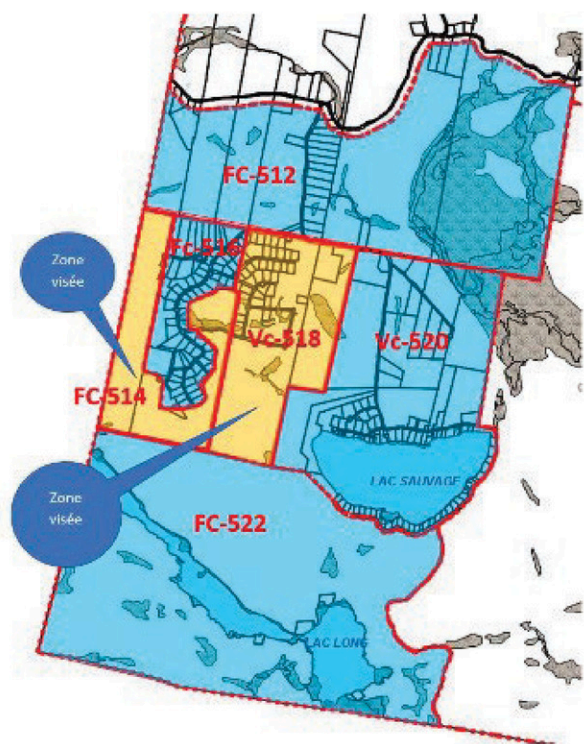 FC-512
Zone
visée
Fc-516
Vc-518
Vc-520
FC-514
LAC SAUVAGE
Zone
visée
FC-522
LAC LONG